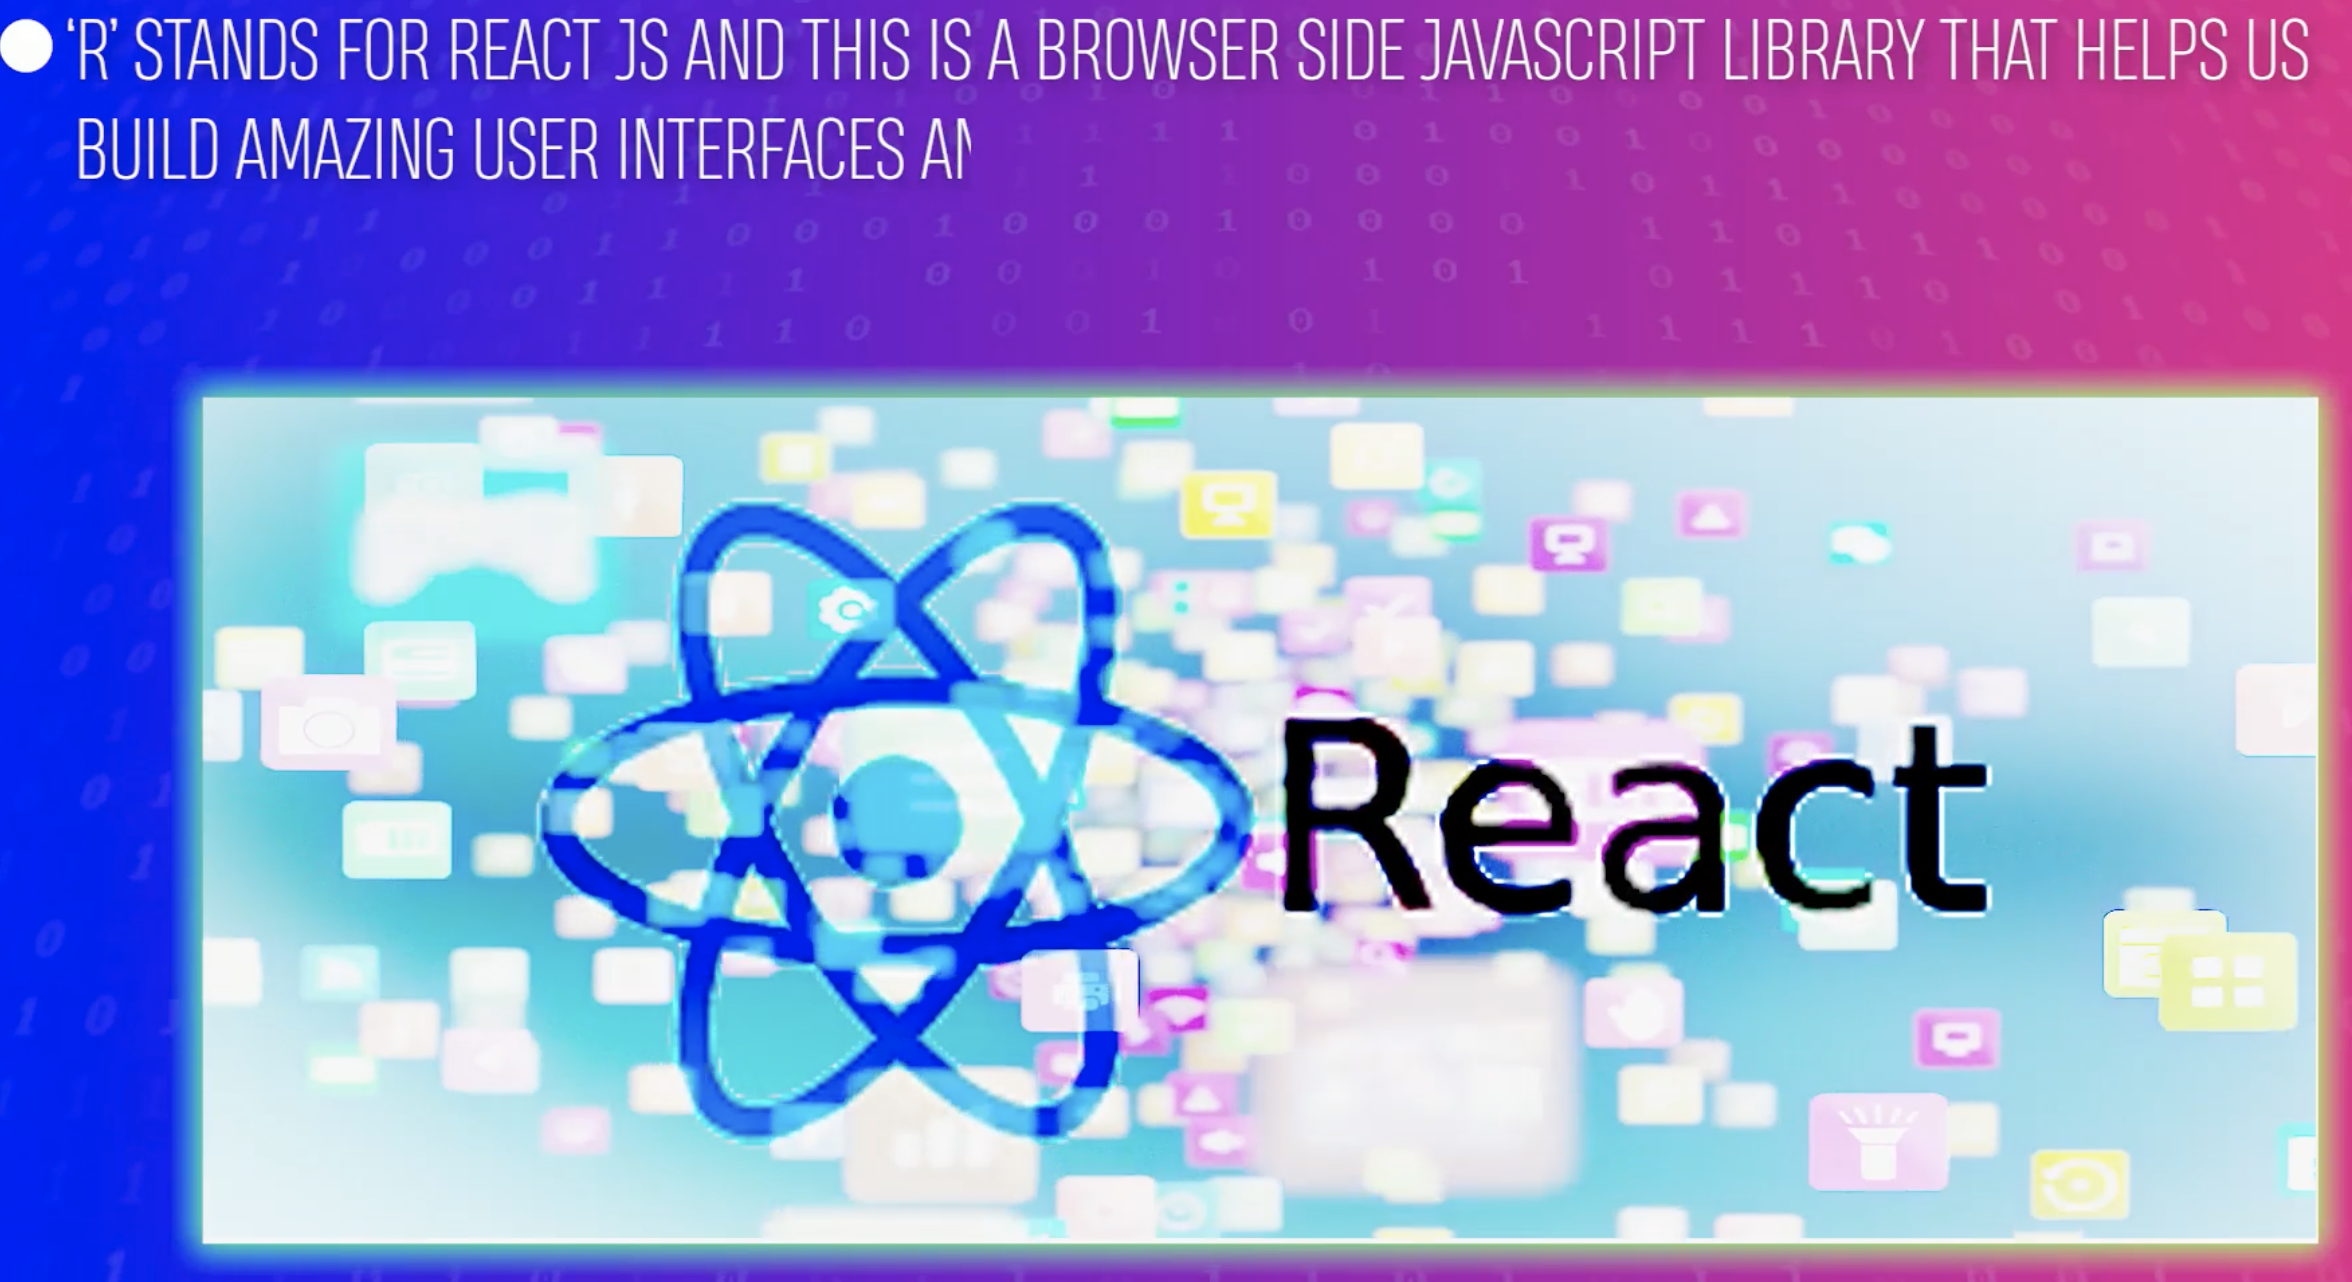 ‘R’ STANDS FOR REACT JS AND THIS IS A BROWSER SIDE JAVASCRIPT LIBRARY THAT HELPS US
BUILD AMAZING USER INTERFACES AN
React